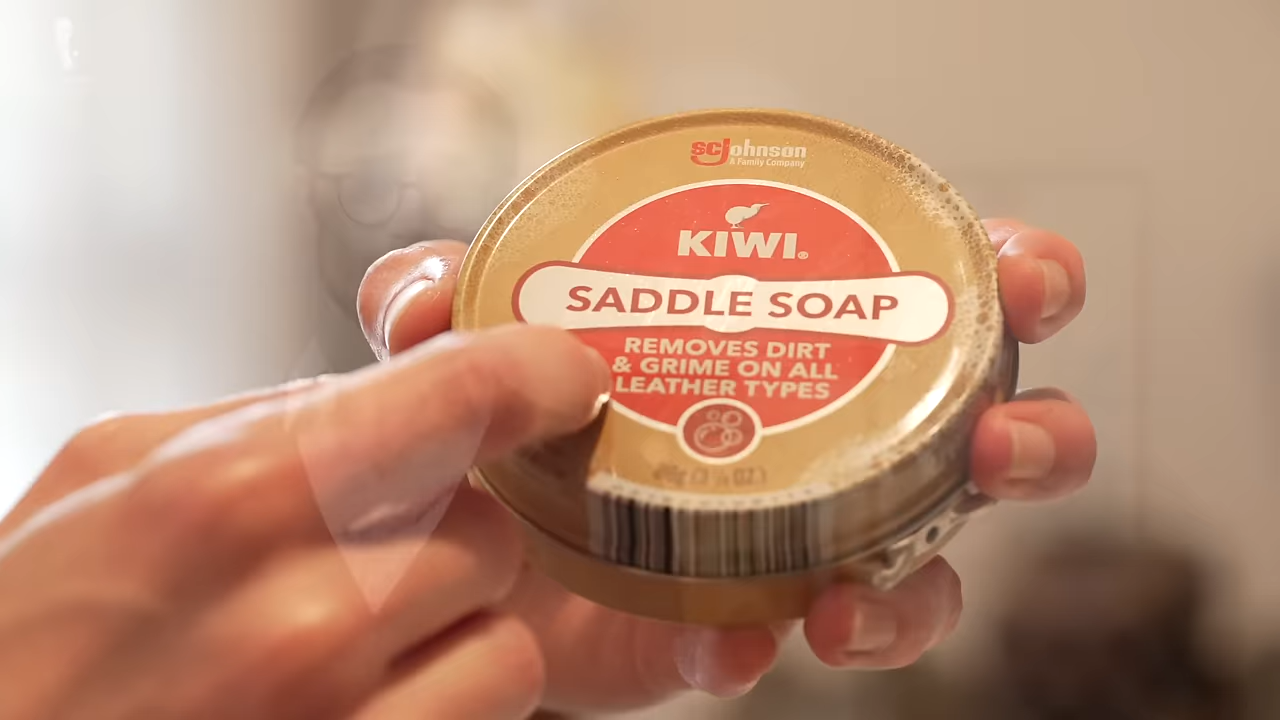 scJohnson
A Family Company
KIWI®
SADDLE SOAP
REMOVES DIRT
& GRIME ON ALL
LEATHER TYPES